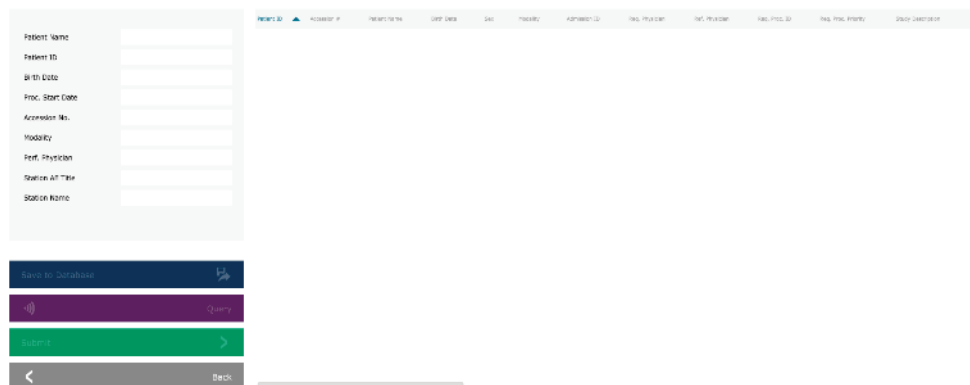 Patient ID Accession # Patient Name Birth Date Sex Modality Admission ID Req. Physician Ref. Physician Req. Proc. ID Req. Proc. Priority Study Description
Patient Name
Patient ID
Birth Date
Proc. Start Date
Accession No.
Modality
Perf. Physician
Station AE Title
Station Name
Save to Database
Query
Submit
Back